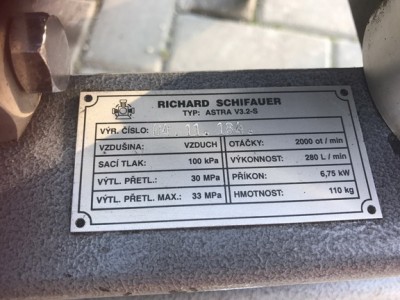 RICHARD SCHIFAUER
TYP: ASTRA V3.2-S
VÝR. ČÍSLO:
VZDUŠINA: VZDUCH OTÁČKY: 2000 ot / min
SACÍ TLAK: 100 kPa VÝKONNOST: 280 L / min
VÝTL. PŘETL.: 30 MPa PŘÍKON: 6,75 kW
VÝTL. PŘETL. MAX.: 33 MPa HMOTNOST: 110 kg